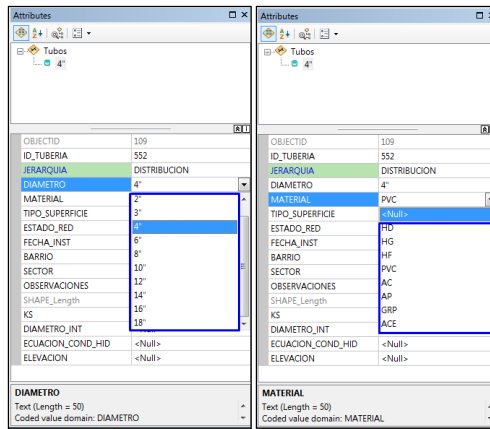 Attributes
Tubos
4"
OBJECTID 109
ID_TUBERIA 552
JERARQUIA DISTRIBUCION
DIAMETRO 4"
MATERIAL 2"
TIPO_SUPERFICIE 3"
ESTADO_RED 4"
FECHA_INST 6"
BARRIO 8"
SECTOR 10"
OBSERVACIONES 12"
SHAPE_Length 14"
KS 16"
DIAMETRO_INT 18"
ECUACION_COND_HID <Null>
ELEVACION <Null>
DIAMETRO
Text (Length = 50)
Coded value domain: DIAMETRO
Attributes
Tubos
4"
OBJECTID 109
ID_TUBERIA 552
JERARQUIA DISTRIBUCION
DIAMETRO 4"
MATERIAL PVC
TIPO_SUPERFICIE <Null>
ESTADO_RED HD
FECHA_INST HG
BARRIO HF
SECTOR PVC
OBSERVACIONES AC
SHAPE_Length AP
KS GRP
DIAMETRO_INT ACE
ECUACION_COND_HID <Null>
ELEVACION <Null>
MATERIAL
Text (Length = 50)
Coded value domain: MATERIAL